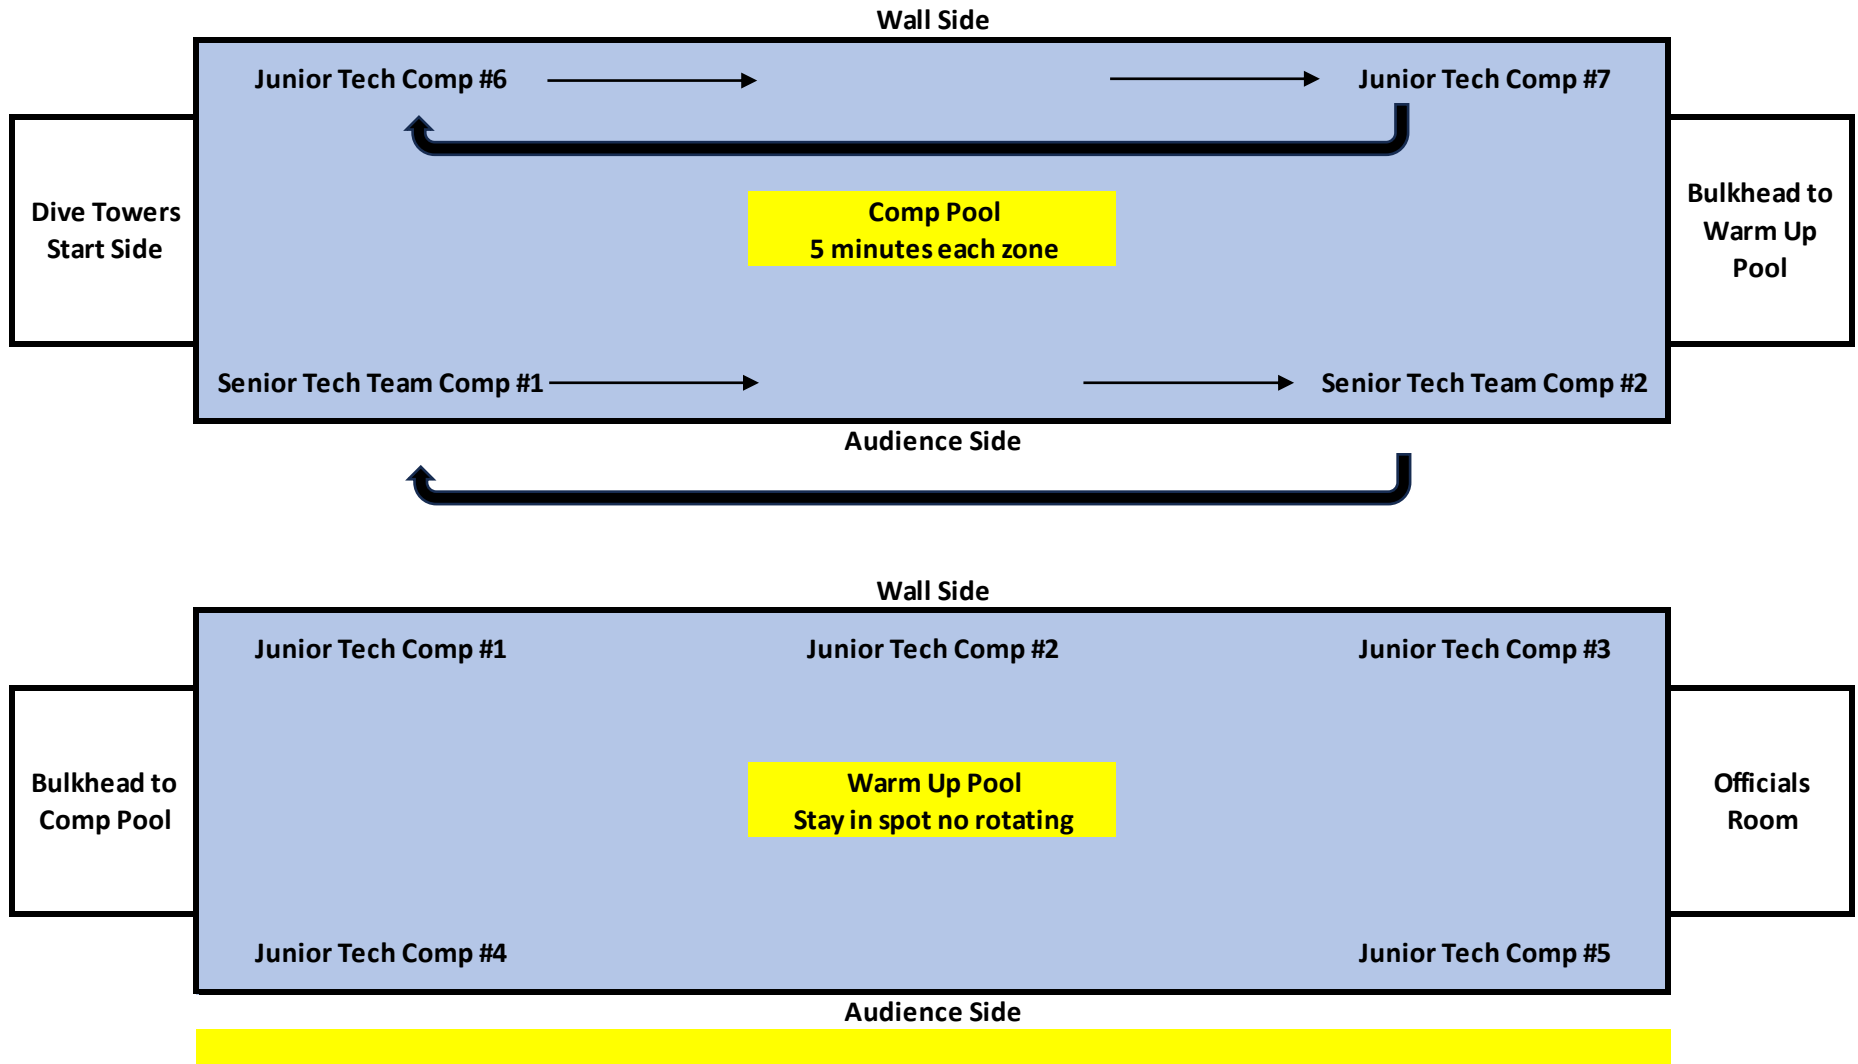 Wall Side
Junior Tech Comp #6
Junior Tech Comp #7
Dive Towers
Start Side
Comp Pool
5 minutes each zone
Bulkhead to
Warm Up
Pool
Senior Tech Team Comp #1
Senior Tech Team Comp #2
Audience Side
Wall Side
Junior Tech Comp #1
Junior Tech Comp #2
Junior Tech Comp #3
Bulkhead to
Comp Pool
Warm Up Pool
Stay in spot no rotating
Officials
Room
Junior Tech Comp #4
Junior Tech Comp #5
Audience Side